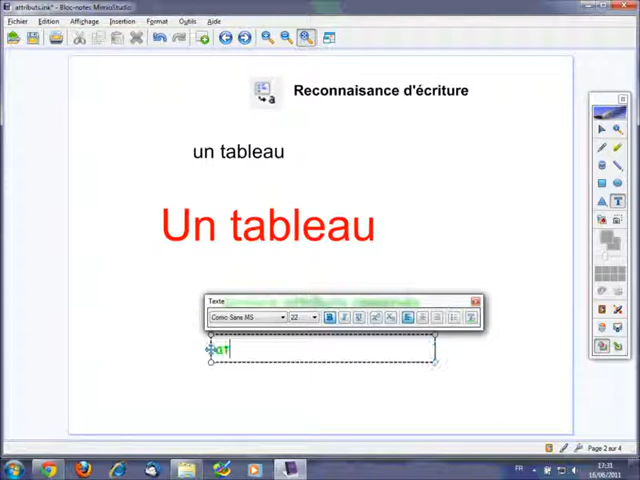 attributs.ink* - Bloc-notes MimioStudio
Fichier Edition Affichage Insertion Format Outils Aide
Reconnaisance d'écriture
un tableau
Un tableau
Texte
Comic Sans MS 22
at
Page 2 sur 4
FR 17:31
16/06/2011